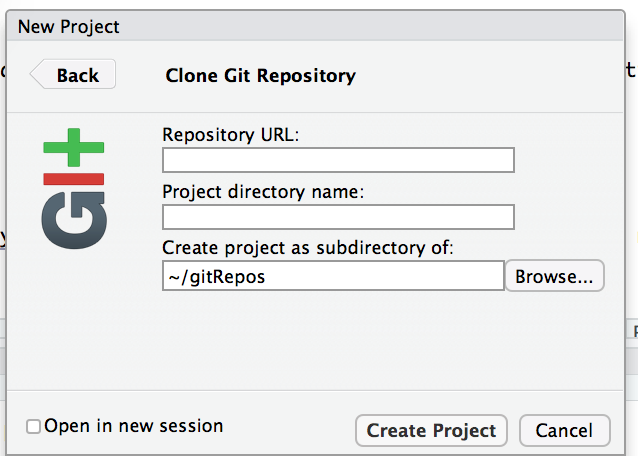 New Project
Back
Clone Git Repository
git
Repository URL:
Project directory name:
Create project as subdirectory of:
~/gitRepos
Browse...
Open in new session
Create Project
Cancel